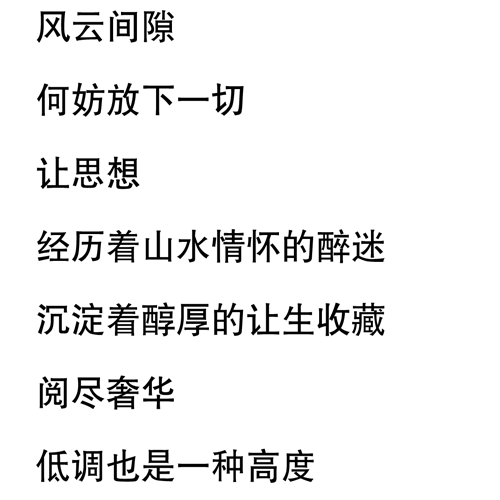 风云间隙
何妨放下一切
让思想
经历着山水情怀的醉迷
沉淀着醇厚的让生收藏
阅尽奢华
低调也是一种高度